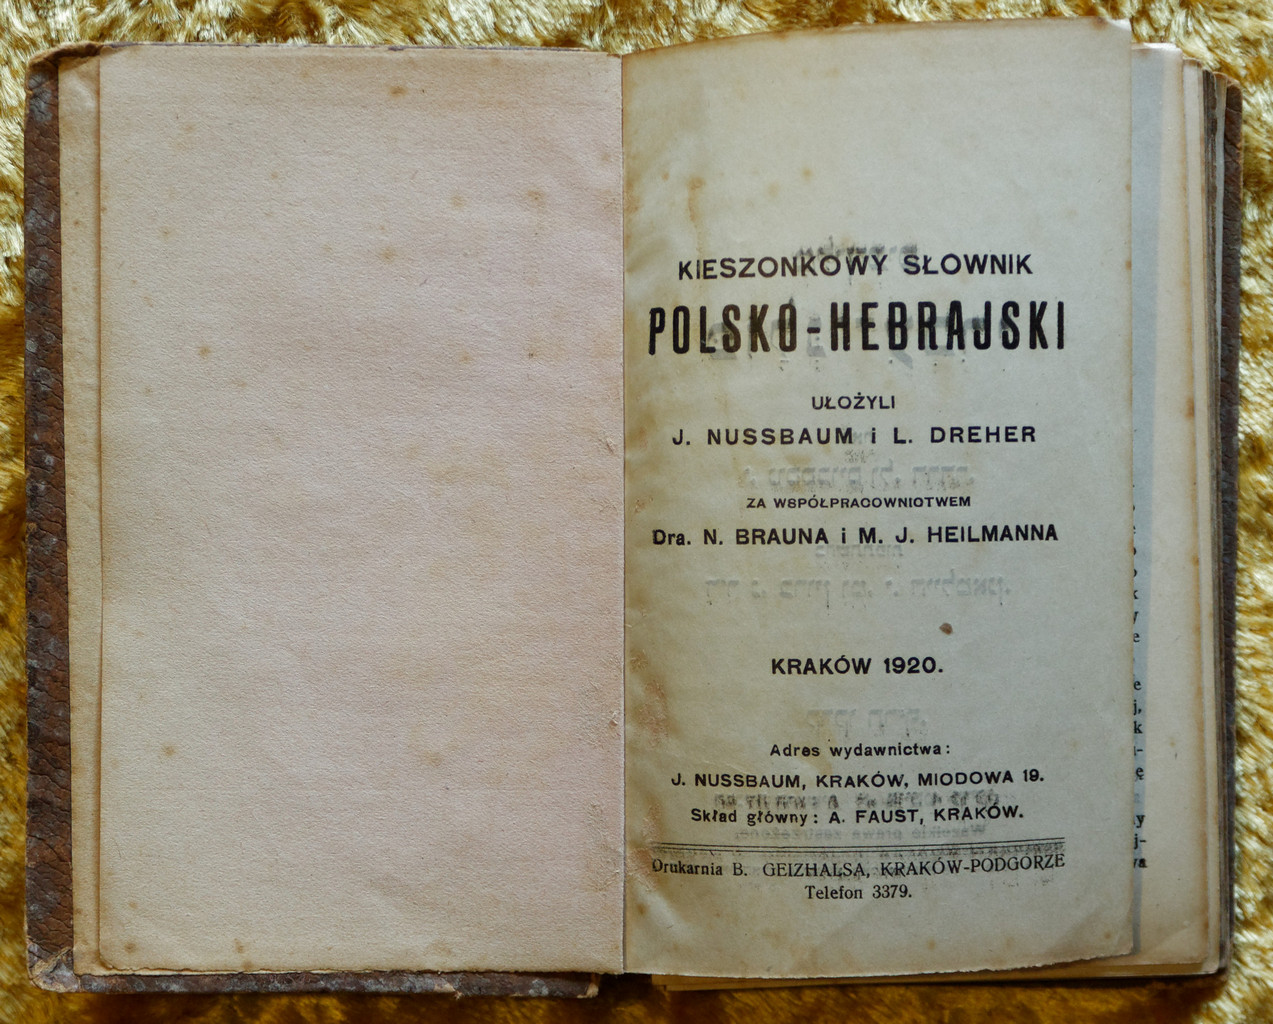 KIESZONKOWY SŁOWNIK
POLSKO-HEBRAJSKI
UŁOŻYLI
J. NUSSBAUM i L. DREHER
ZA WSPÓŁPRACOWNICTWEM
Dra. N. BRAUNA i M. J. HEILMANNA
KRAKÓW 1920.
Adres wydawnictwa:
J. NUSSBAUM, KRAKÓW, MIODOWA 19.
Skład główny: A. FAUST, KRAKÓW.
Drukarnia B. GEIZHALSA, KRAKÓW-PODGÓRZE
Telefon 3379.